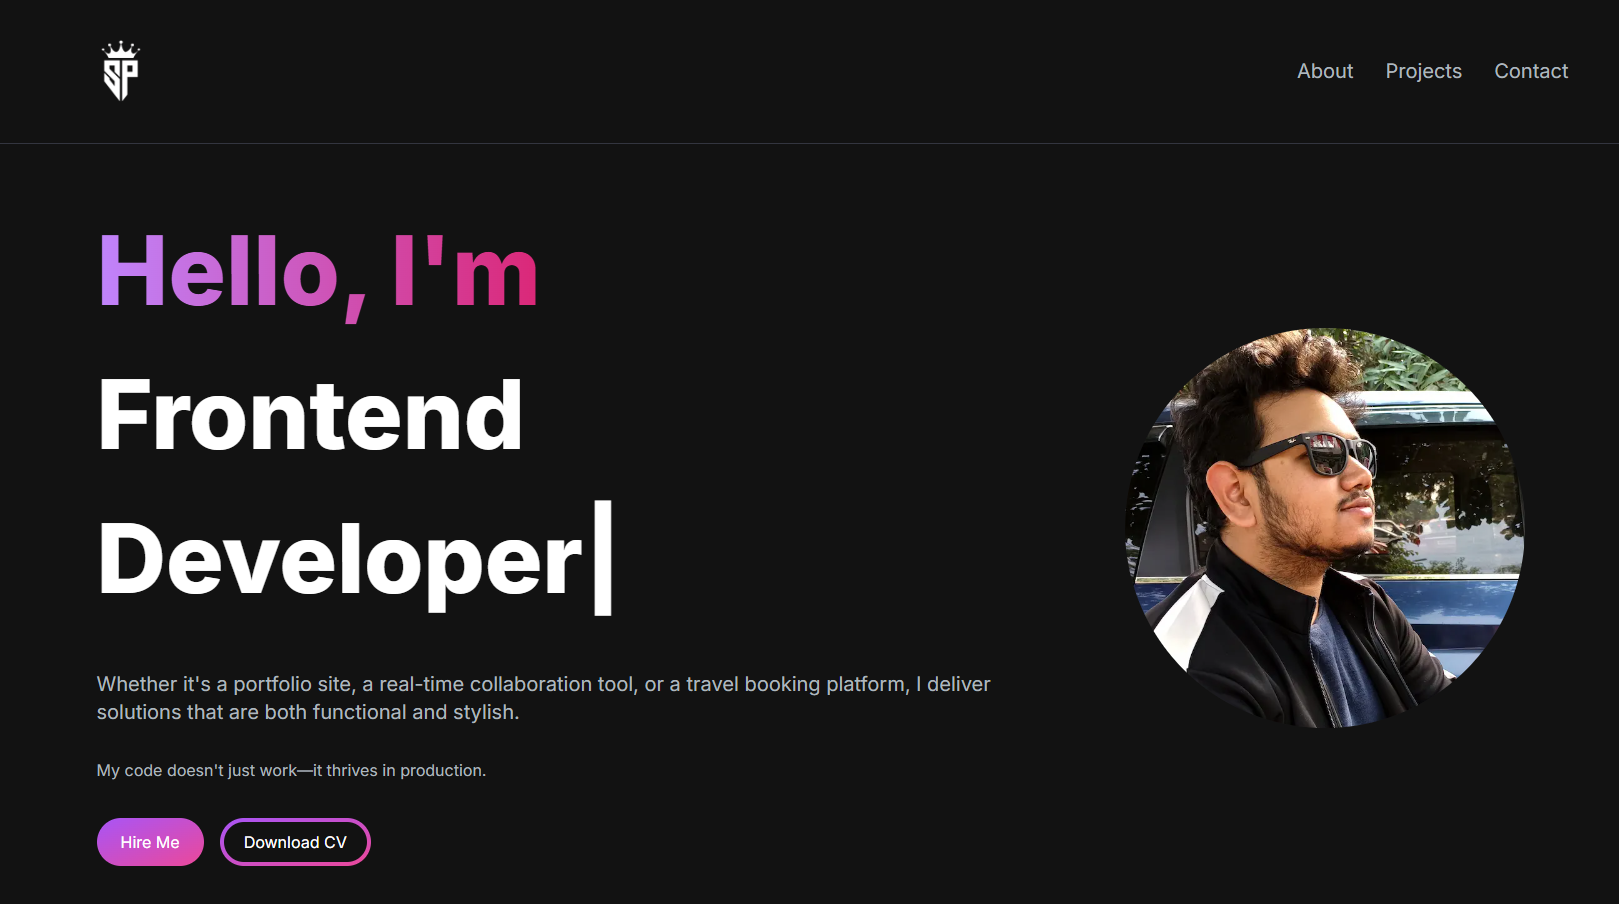 SP
About Projects Contact
Hello, I'm
Frontend
Developer|
Whether it's a portfolio site, a real-time collaboration tool, or a travel booking platform, I deliver
solutions that are both functional and stylish.
My code doesn't just work—it thrives in production.
Hire Me Download CV